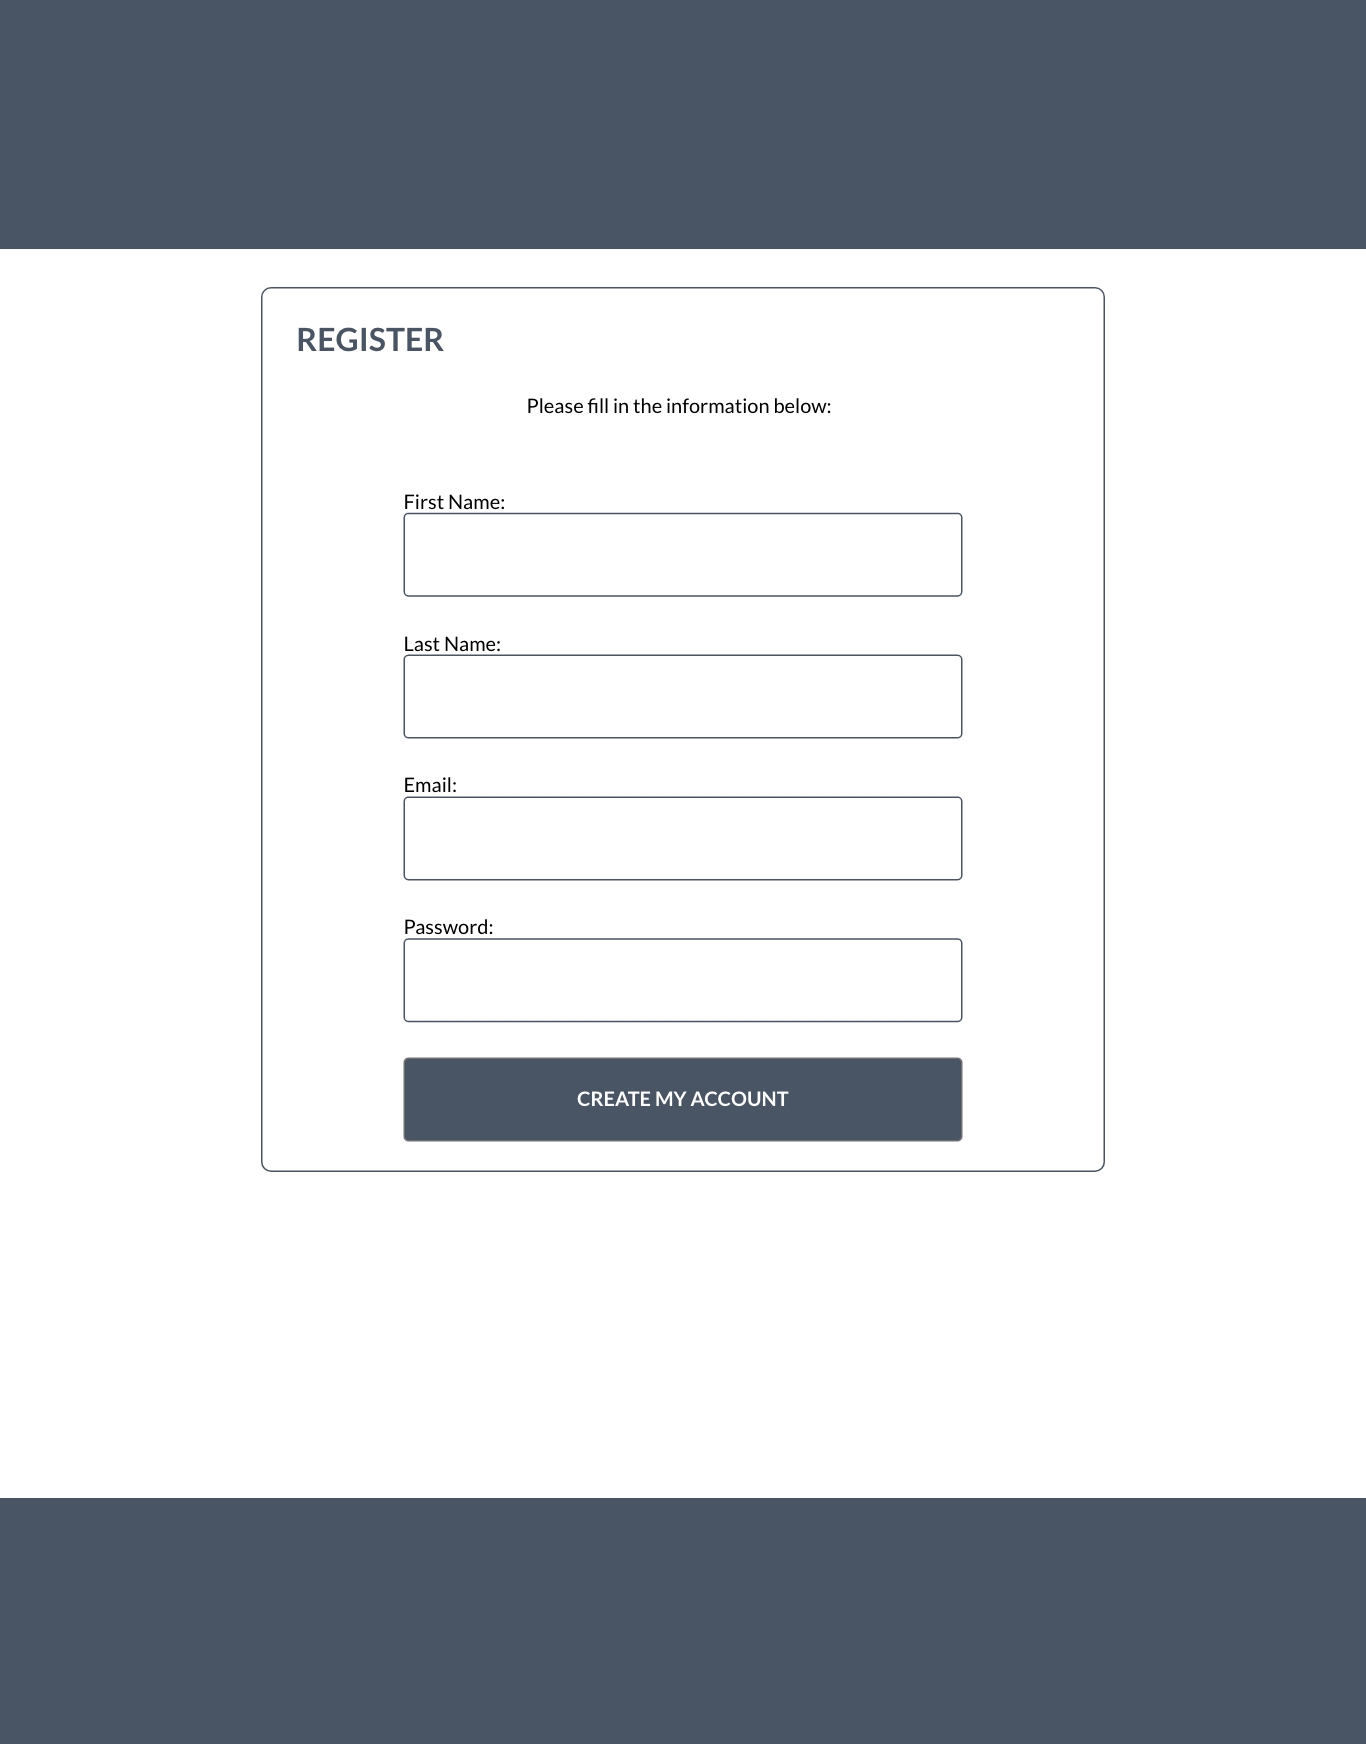 REGISTER
Please fill in the information below:
First Name:
Last Name:
Email:
Password:
CREATE MY ACCOUNT